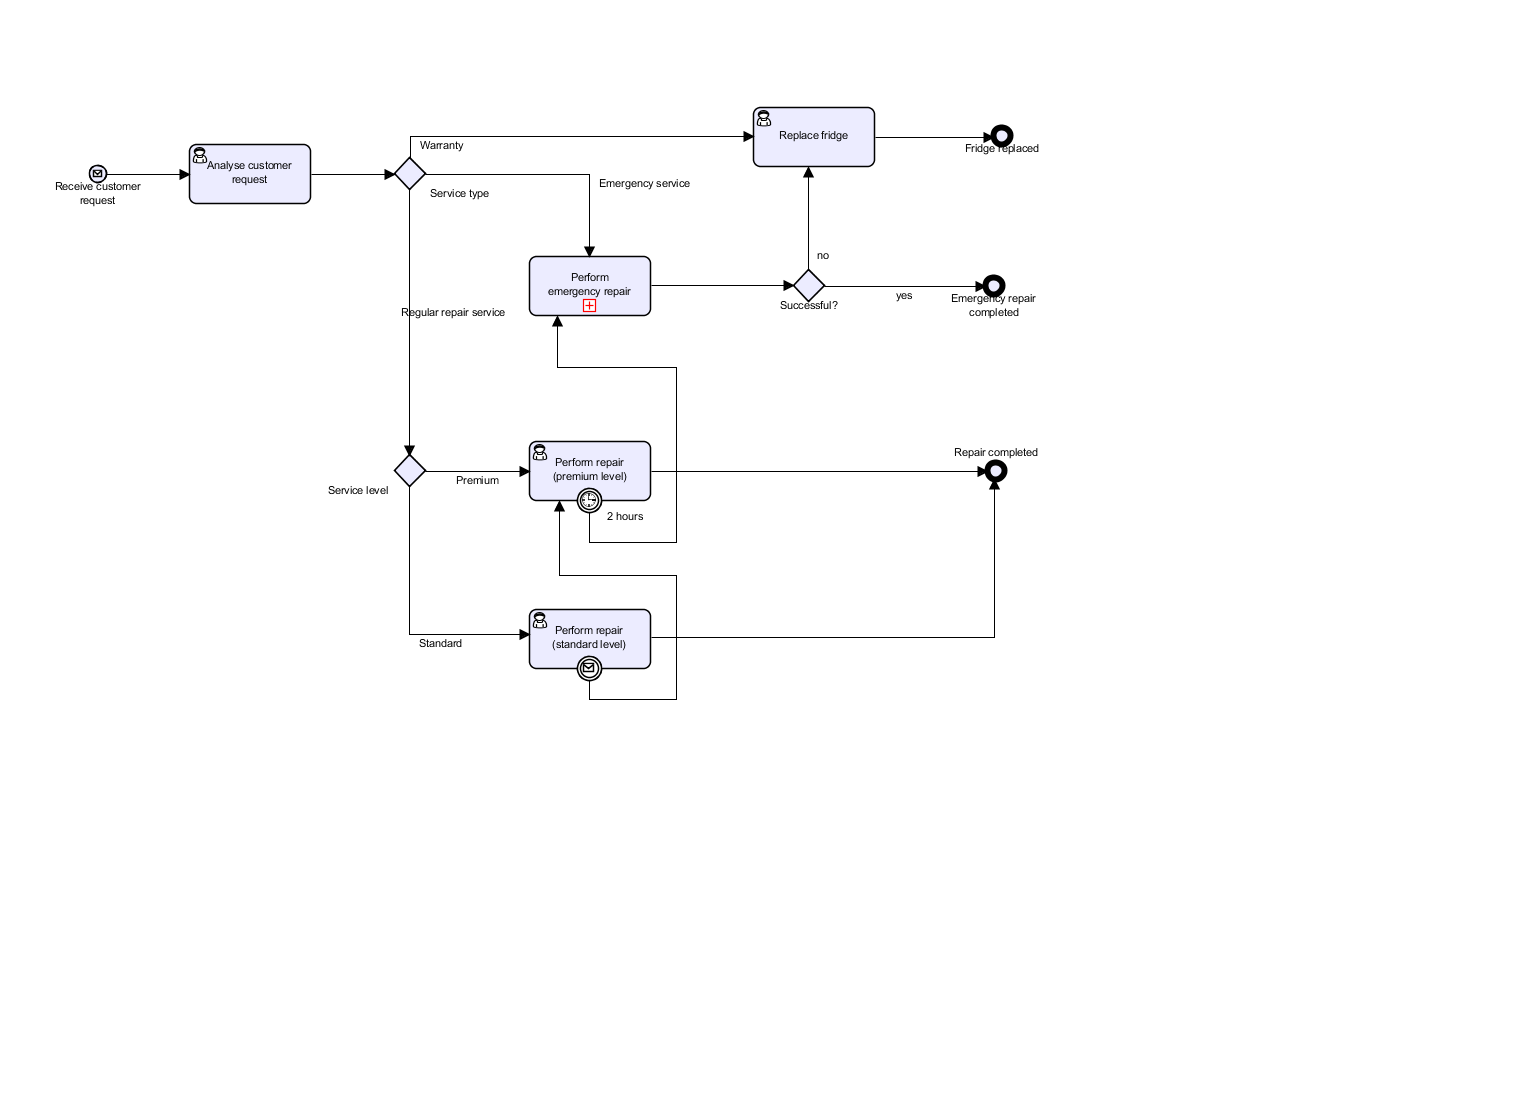 Replace fridge
Warranty
Fridge replaced
Analyse customer
request
Receive customer
request
Service type
Emergency service
no
Perform
emergency repair
Successful?
yes
Emergency repair
completed
Regular repair service
Repair completed
Perform repair
(premium level)
Premium
Service level
2 hours
Perform repair
(standard level)
Standard